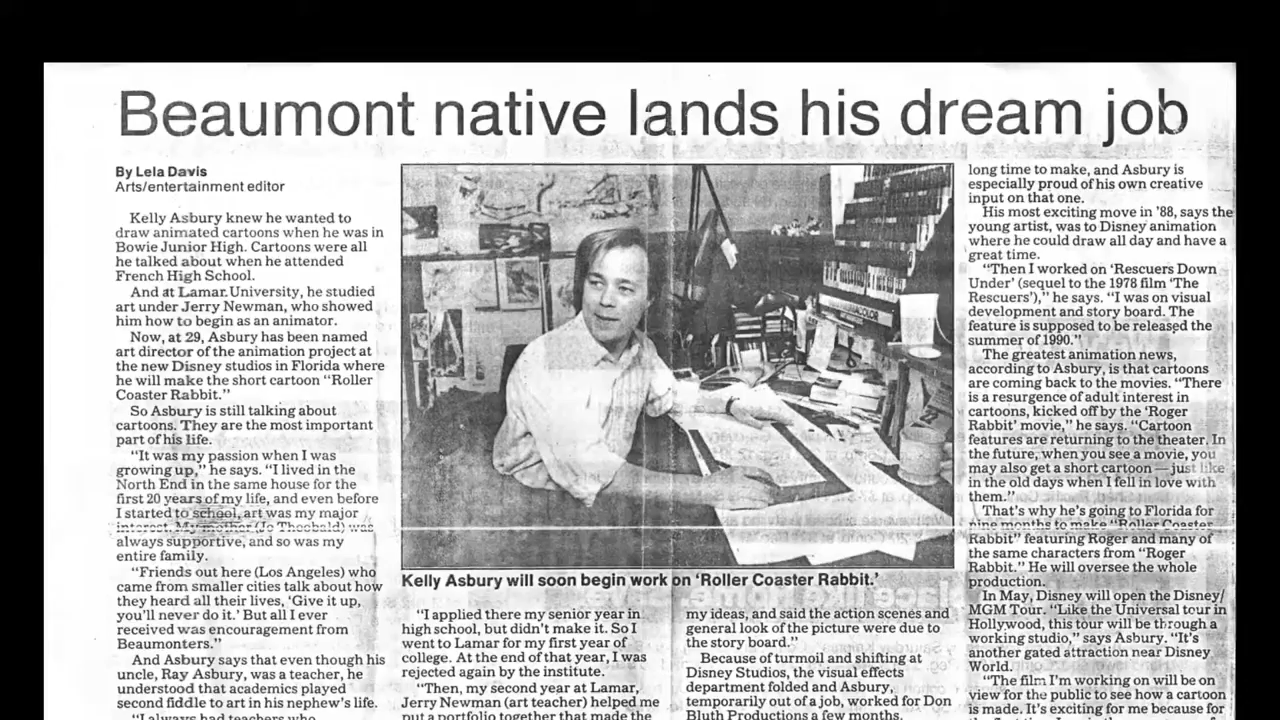 Beaumont native lands his dream job
By Lela Davis
Arts/entertainment editor
Kelly Asbury knew he wanted to
draw animated cartoons when he was in
Bowie Junior High. Cartoons were all
he talked about when he attended
French High School.
And at Lamar University, he studied
art under Jerry Newman, who showed
him how to begin as an animator.
Now, at 29, Asbury has been named
art director of the animation project at
the new Disney studios in Florida where
he will make the short cartoon “Roller
Coaster Rabbit.”
So Asbury is still talking about
cartoons. They are the most important
part of his life.
“It was my passion when I was
growing up,” he says. “I lived in the
North End in the same house for the
first 20 years of my life, and even before
I started to school, art was my major
interest. My mother (Jo Theobald) was
always supportive, and so was my
entire family.
“Friends out here (Los Angeles) who
came from smaller cities talk about how
they heard all their lives, ‘Give it up,
you'll never do it.’ But all I ever
received was encouragement from
Beaumonters.”
And Asbury says that even though his
uncle, Ray Asbury, was a teacher, he
understood that academics played
second fiddle to art in his nephew's life.
“I always had teachers who
Kelly Asbury will soon begin work on ‘Roller Coaster Rabbit.’
“I applied there my senior year in
high school, but didn't make it. So I
went to Lamar for my first year of
college. At the end of that year, I was
rejected again by the institute.
“Then, my second year at Lamar,
Jerry Newman (art teacher) helped me
put a portfolio together that made the
my ideas, and said the action scenes and
general look of the picture were due to
the story board.”
Because of turmoil and shifting at
Disney Studios, the visual effects
department folded and Asbury,
temporarily out of a job, worked for Don
Bluth Productions a few months.
long time to make, and Asbury is
especially proud of his own creative
input on that one.
His most exciting move in '88, says the
young artist, was to Disney animation
where he could draw all day and have a
great time.
“Then I worked on ‘Rescuers Down
Under’ (sequel to the 1978 film ‘The
Rescuers’),” he says. “I was on visual
development and story board. The
feature is supposed to be released the
summer of 1990.”
The greatest animation news,
according to Asbury, is that cartoons
are coming back to the movies. “There
is a resurgence of adult interest in
cartoons, kicked off by the ‘Roger
Rabbit’ movie,” he says. “Cartoon
features are returning to the theater. In
the future, when you see a movie, you
may also get a short cartoon — just like
in the old days when I fell in love with
them.”
That's why he's going to Florida for
nine months to make “Roller Coaster
Rabbit” featuring Roger and many of
the same characters from “Roger
Rabbit.” He will oversee the whole
production.
In May, Disney will open the Disney/
MGM Tour. “Like the Universal tour in
Hollywood, this tour will be through a
working studio,” says Asbury. “It's
another gated attraction near Disney
World.
“The film I'm working on will be on
view for the public to see how a cartoon
is made. It's exciting for me because for